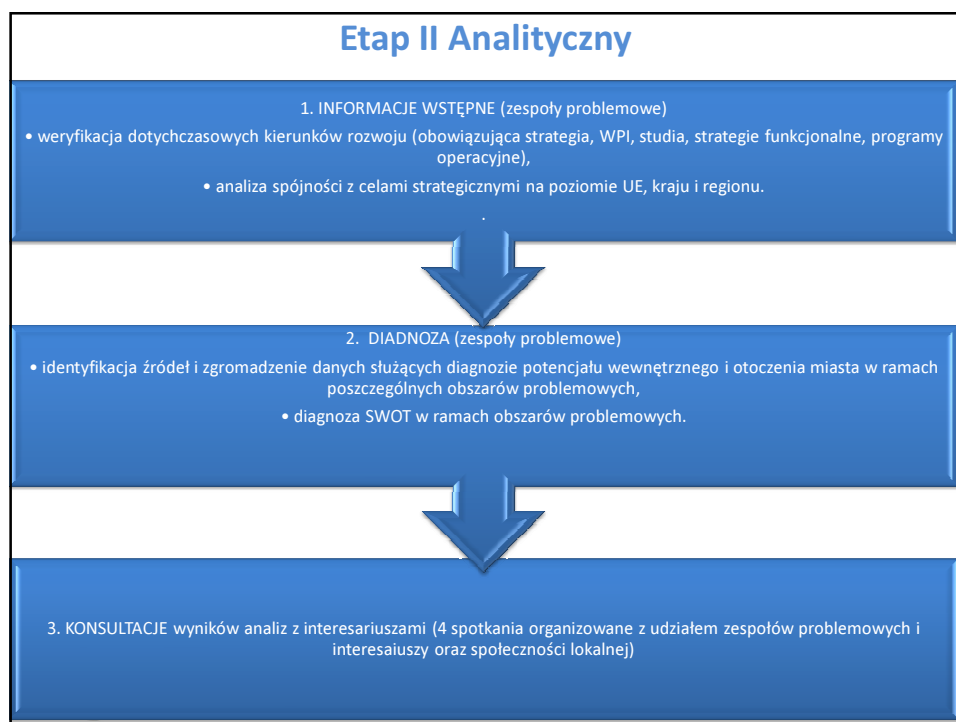 Etap II Analityczny
1. INFORMACJE WSTĘPNE (zespoły problemowe)
• weryfikacja dotychczasowych kierunków rozwoju (obowiązująca strategia, WPI, studia, strategie funkcjonalne, programy
operacyjne),
• analiza spójności z celami strategicznymi na poziomie UE, kraju i regionu.
.
2. DIADNOZA (zespoły problemowe)
• identyfikacja źródeł i zgromadzenie danych służących diagnozie potencjału wewnętrznego i otoczenia miasta w ramach
poszczególnych obszarów problemowych,
• diagnoza SWOT w ramach obszarów problemowych.
3. KONSULTACJE wyników analiz z interesariuszami (4 spotkania organizowane z udziałem zespołów problemowych i
interesaiuszy oraz społeczności lokalnej)